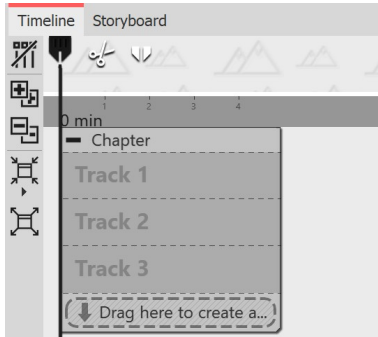 Timeline Storyboard
1 2 3 4
0 min
Chapter
Track 1
Track 2
Track 3
Drag here to create a...